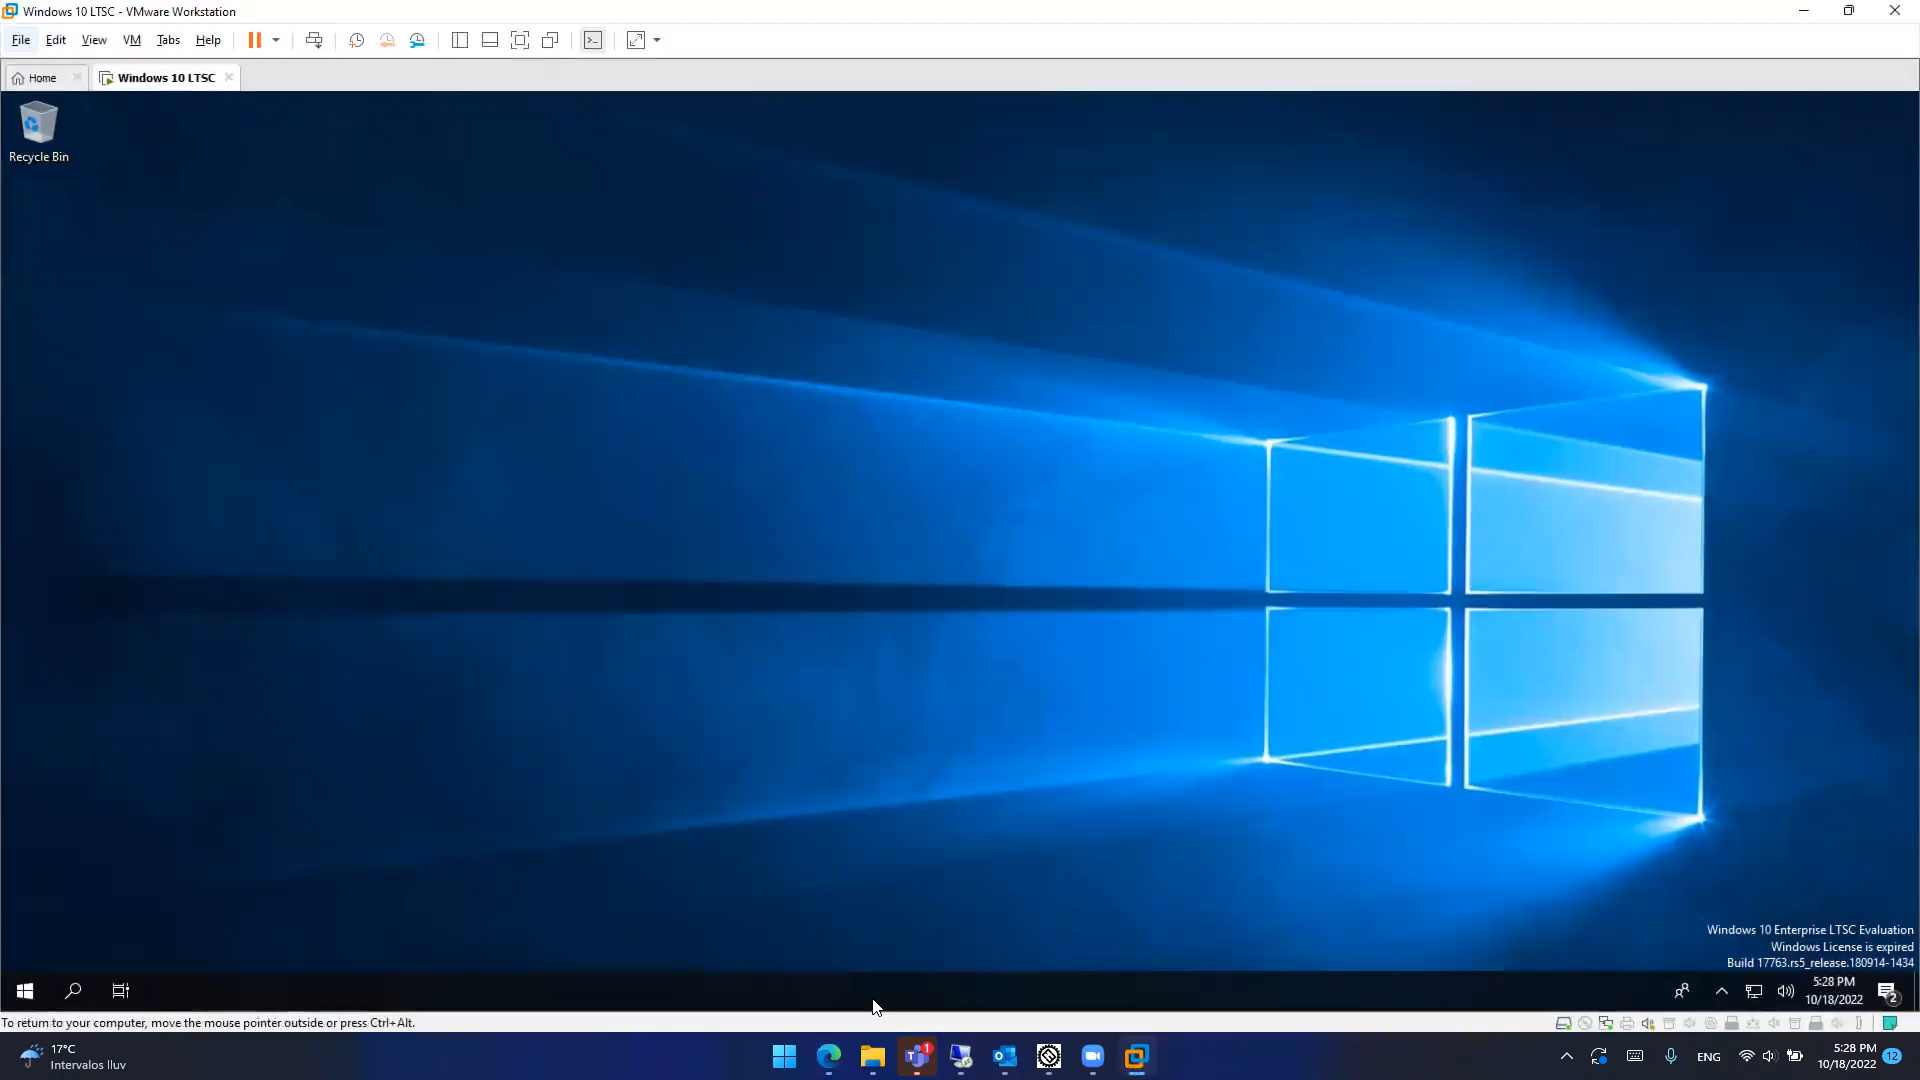 Windows 10 LTSC - VMware Workstation
File Edit View VM Tabs Help
Home Windows 10 LTSC
Recycle Bin
Windows 10 Enterprise LTSC Evaluation
Windows License is expired
Build 17763.rs5_release.180914-1434
5:28 PM
10/18/2022
2
To return to your computer, move the mouse pointer outside or press Ctrl+Alt.
17°C
Intervalos lluv
1
ENG
5:28 PM
10/18/2022
12